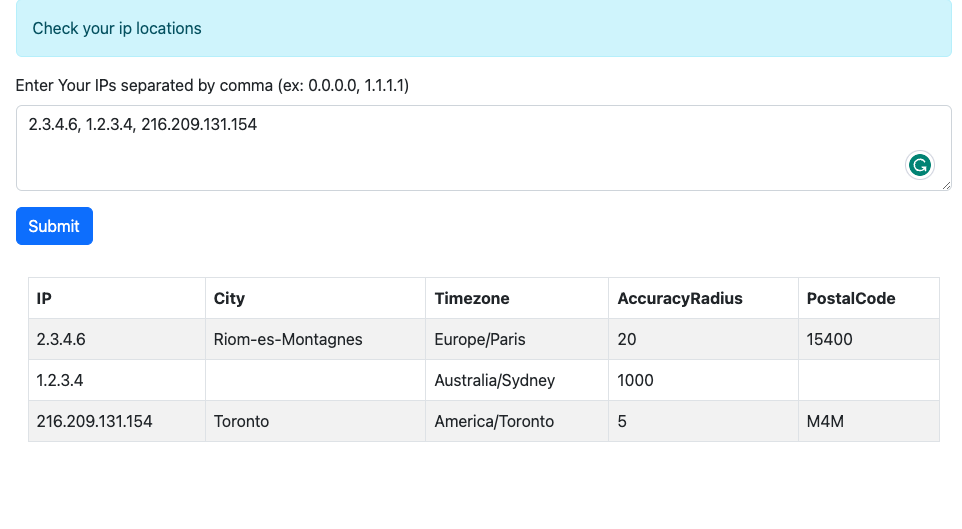 Check your ip locations
Enter Your IPs separated by comma (ex: 0.0.0.0, 1.1.1.1)
2.3.4.6, 1.2.3.4, 216.209.131.154
Submit
IP City Timezone AccuracyRadius PostalCode
2.3.4.6 Riom-es-Montagnes Europe/Paris 20 15400
1.2.3.4 Australia/Sydney 1000
216.209.131.154 Toronto America/Toronto 5 M4M